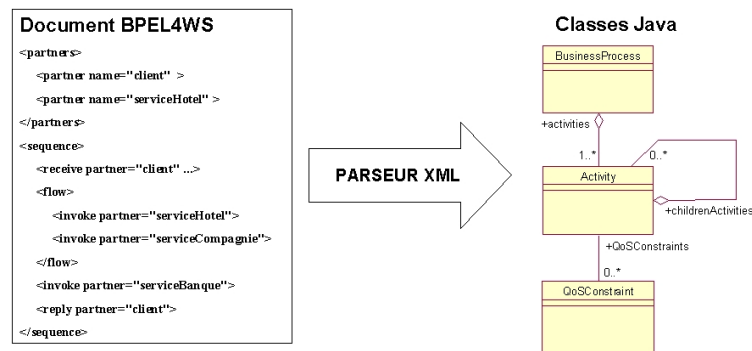 Document BPEL4WS
<partners>
<partner name="client" >
<partner name="serviceHotel" >
</partners>
<sequence>
<receive partner="client" ...>
<flow>
<invoke partner="serviceHotel">
<invoke partner="serviceCompagnie">
</flow>
<invoke partner="serviceBanque">
<reply partner="client">
</sequence>
PARSEUR XML
Classes Java
BusinessProcess
+activities
1..*
0..*
Activity
+childrenActivities
+QoSConstraints
0..*
QoSConstraint